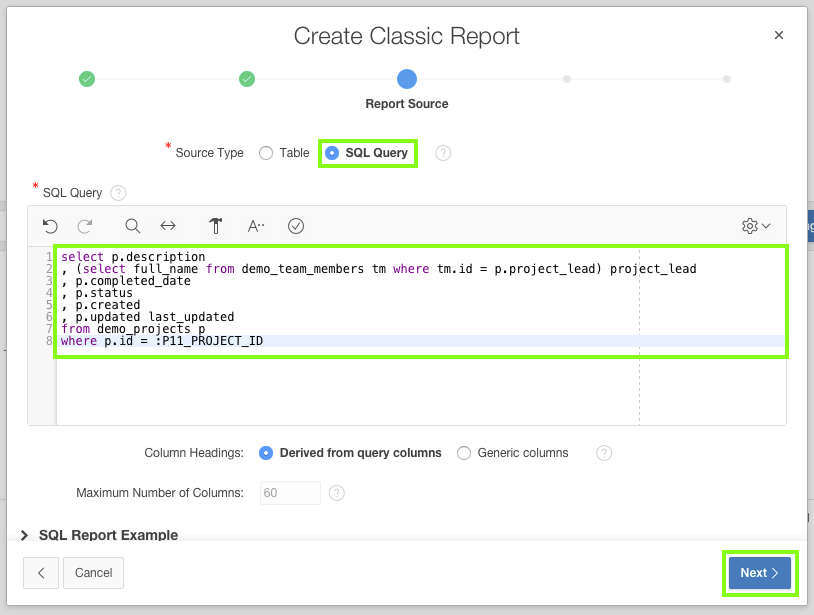 Create Classic Report
×
Report Source
* Source Type Table SQL Query ?
* SQL Query ?
A··
1 select p.description
2 , (select full_name from demo_team_members tm where tm.id = p.project_lead) project_lead
3 , p.completed_date
4 , p.status
5 , p.created
6 , p.updated last_updated
7 from demo_projects p
8 where p.id = :P11_PROJECT_ID
Column Headings: Derived from query columns Generic columns ?
Maximum Number of Columns: 60 ?
SQL Report Example
Cancel Next